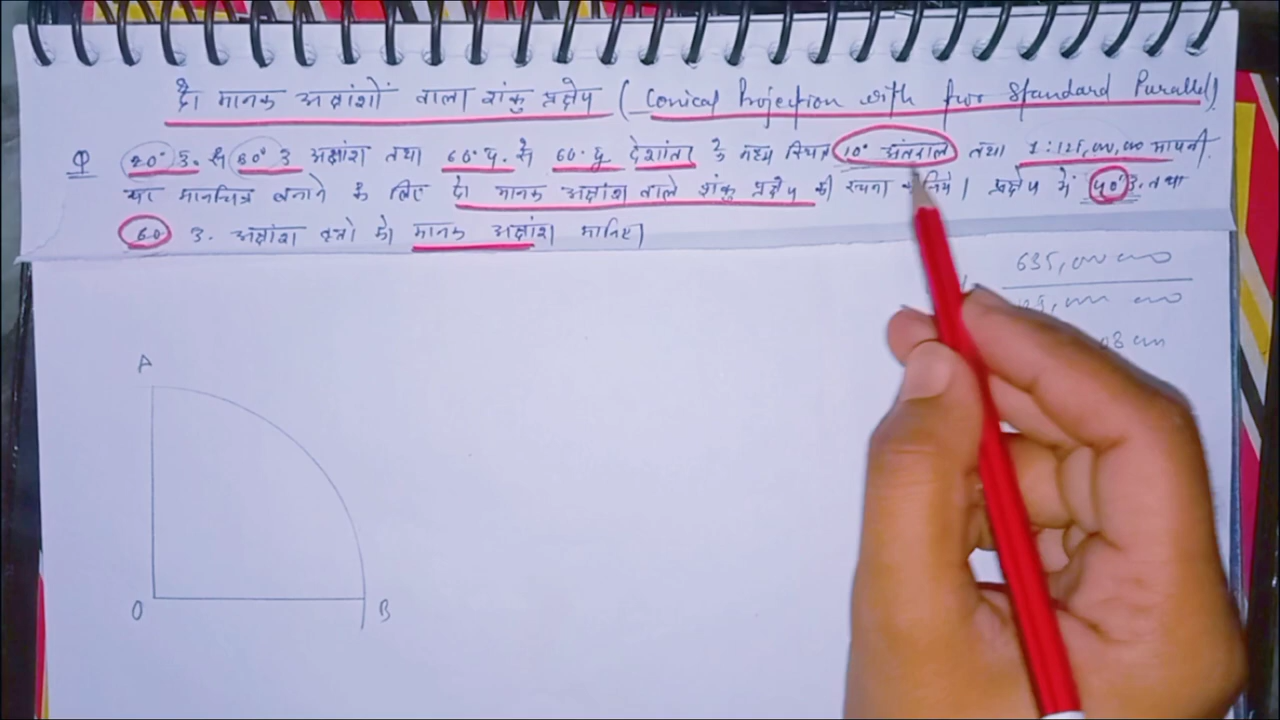 दो मानक अक्षांशों वाला शंकु प्रक्षेप (Conical Projection with two Standard Parallel)
Q 20° उ. से 80° उ अक्षांश तथा 60° प. से 60° पू देशांतर के मध्य स्थित 10° अंतराल तथा 1:125,000,000 मापनी
का मानचित्र बनाने के लिए दो मानक अक्षांश वाले शंकु प्रक्षेप की रचना कीजिये। प्रक्षेप में 40° उ. तथा
60 उ. अक्षांश वृत्तो को मानक अक्षांश मानिए।
635,000,000
A
O
B